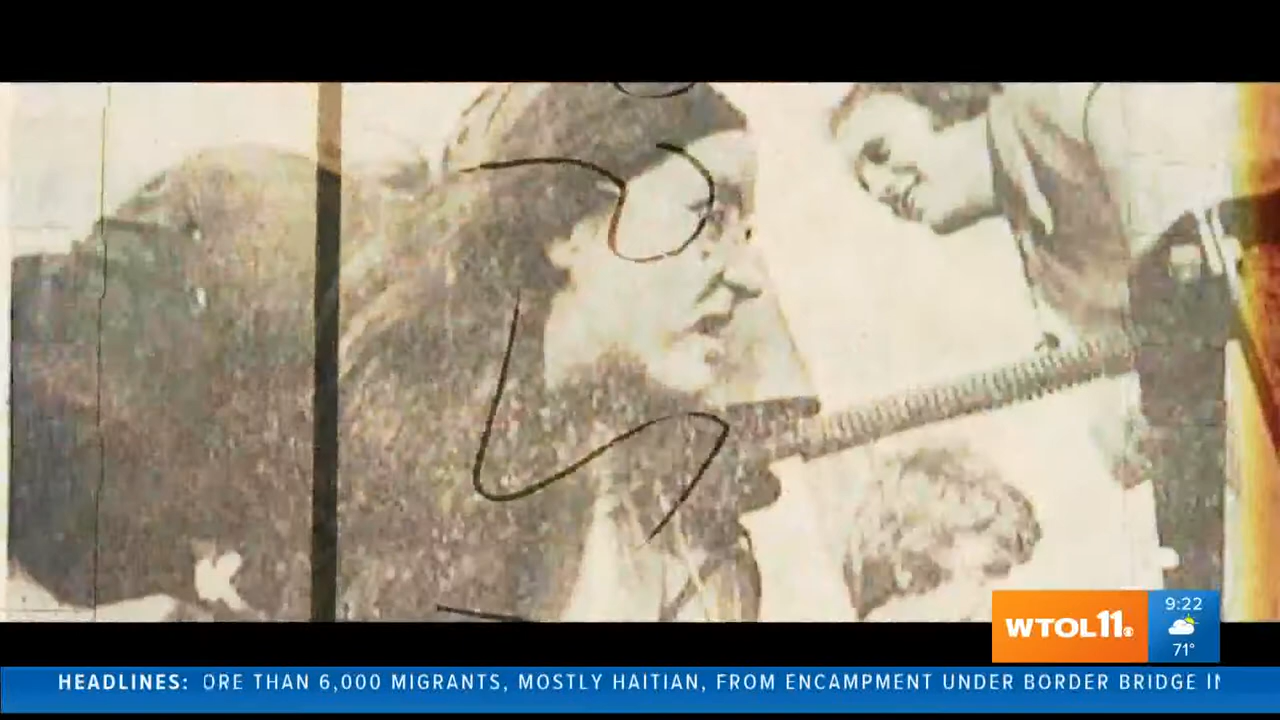 WTOL11
9:22
71°
HEADLINES: ORE THAN 6,000 MIGRANTS, MOSTLY HAITIAN, FROM ENCAMPMENT UNDER BORDER BRIDGE